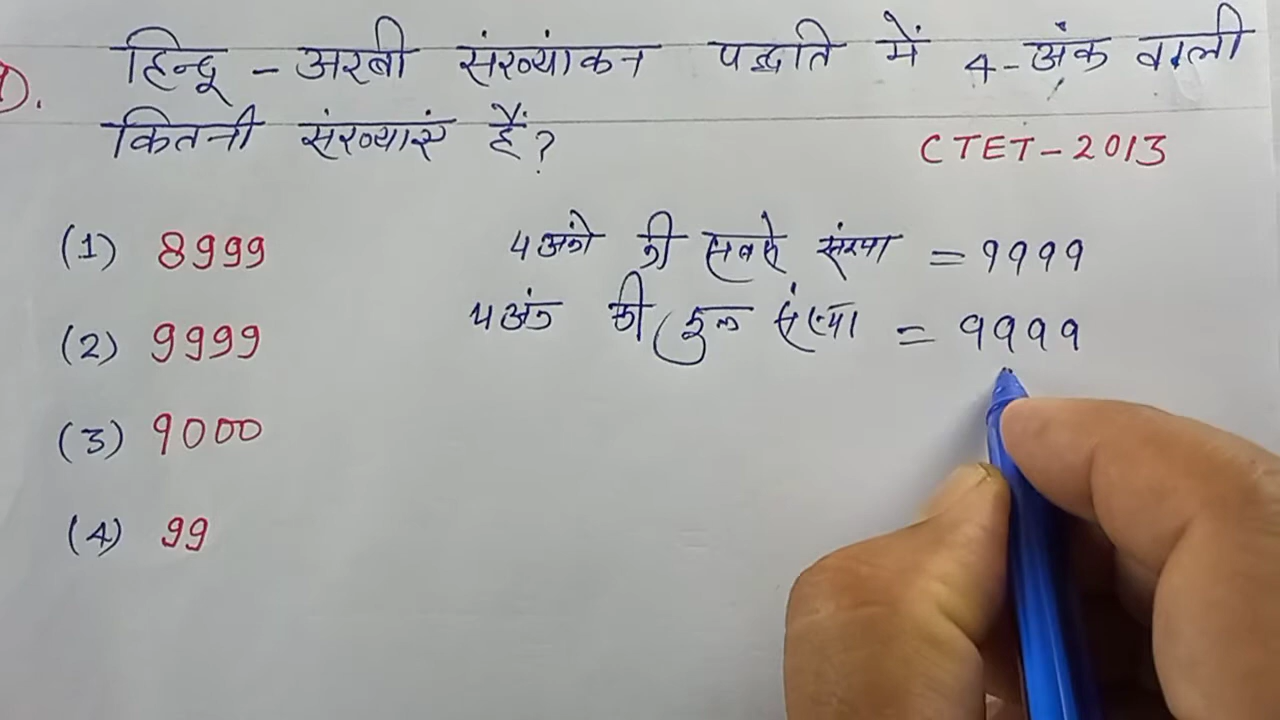 हिन्दू - अरबी संख्यांकन पद्धति में 4-अंक वाली
कितनी संख्याएं हैं?
CTET-2013
(1) 8999
(2) 9999
(3) 9000
(4) 99
4 अंको की सबसे संख्या = 9999
4 अंक की कुल संख्या = 9999